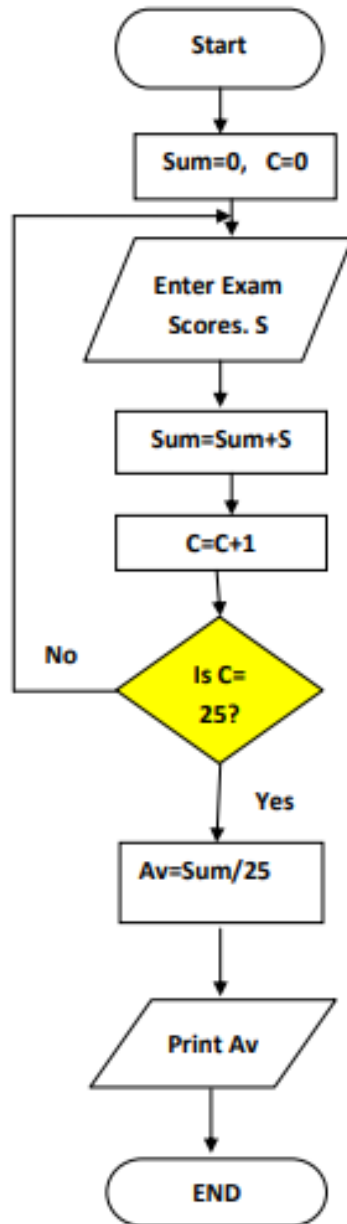 Start
Sum=0, C=0
Enter Exam
Scores. S
Sum=Sum+S
C=C+1
No
Is C=
25?
Yes
Av=Sum/25
Print Av
END